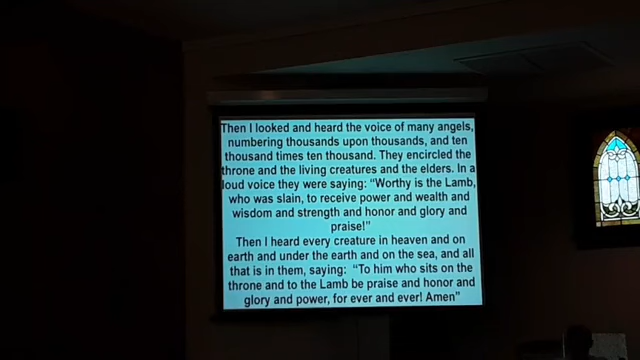 Then I looked and heard the voice of many angels,
numbering thousands upon thousands, and ten
thousand times ten thousand. They encircled the
throne and the living creatures and the elders. In a
loud voice they were saying: “Worthy is the Lamb,
who was slain, to receive power and wealth and
wisdom and strength and honor and glory and
praise!”
Then I heard every creature in heaven and on
earth and under the earth and on the sea, and all
that is in them, saying: “To him who sits on the
throne and to the Lamb be praise and honor and
glory and power, for ever and ever! Amen”